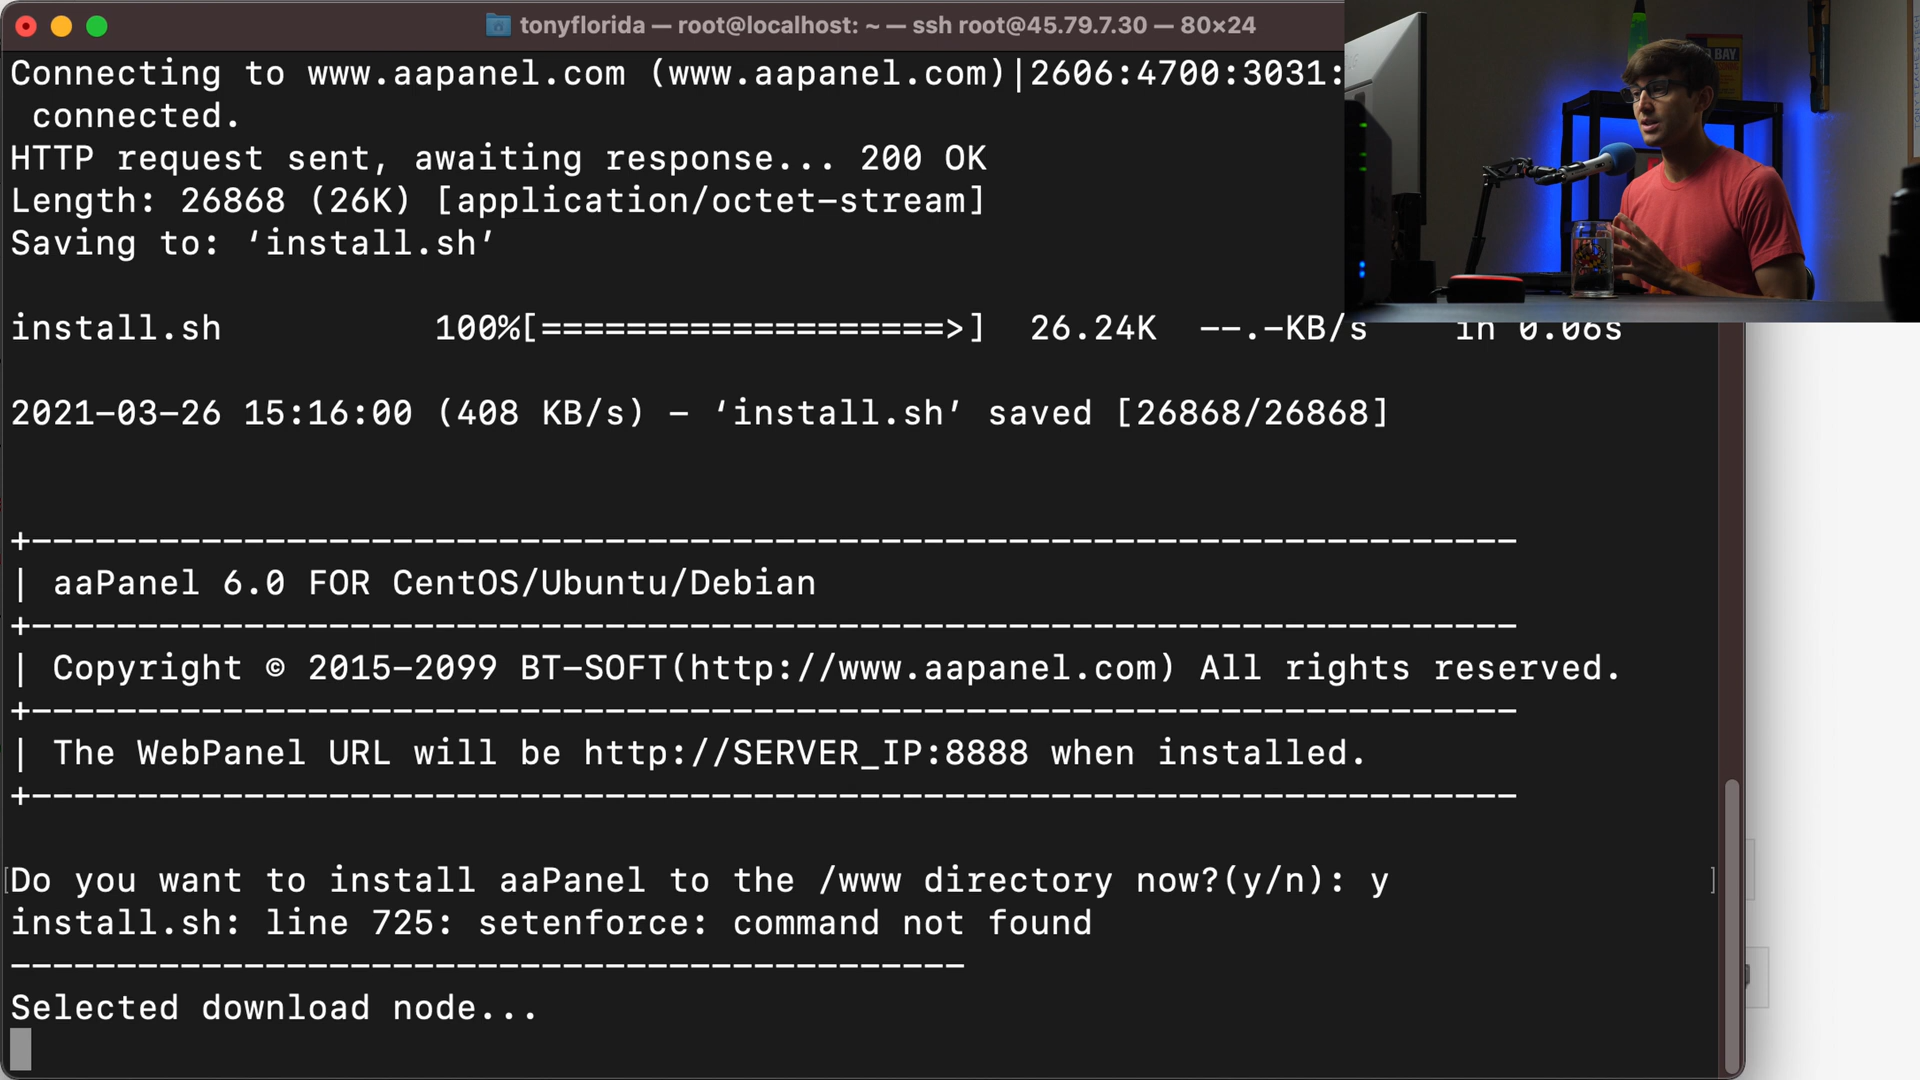 tonyflorida — root@localhost: ~ — ssh root@45.79.7.30 — 80×24
Connecting to www.aapanel.com (www.aapanel.com)|2606:4700:3031:
connected.
HTTP request sent, awaiting response... 200 OK
Length: 26868 (26K) [application/octet-stream]
Saving to: ‘install.sh’
install.sh 100%[===================>] 26.24K --.-KB/s in 0.06s
2021-03-26 15:16:00 (408 KB/s) - ‘install.sh’ saved [26868/26868]
+----------------------------------------------------------------------
| aaPanel 6.0 FOR CentOS/Ubuntu/Debian
+----------------------------------------------------------------------
| Copyright © 2015-2099 BT-SOFT(http://www.aapanel.com) All rights reserved.
+----------------------------------------------------------------------
| The WebPanel URL will be http://SERVER_IP:8888 when installed.
+----------------------------------------------------------------------
Do you want to install aaPanel to the /www directory now?(y/n): y
install.sh: line 725: setenforce: command not found
---------------------------------------------
Selected download node...
BAY